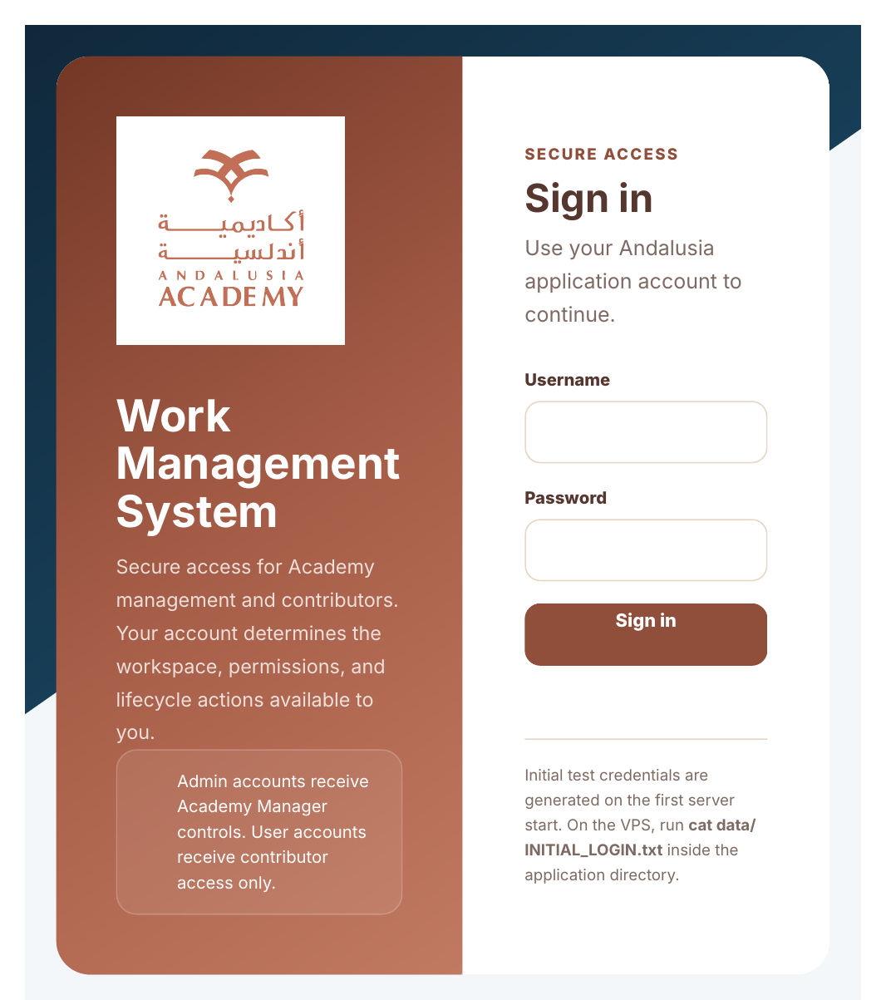 أكاديمية
أندلسية
ANDALUSIA
ACADEMY
Work
Management
System
Secure access for Academy
management and contributors.
Your account determines the
workspace, permissions, and
lifecycle actions available to
you.
Admin accounts receive
Academy Manager
controls. User accounts
receive contributor
access only.
SECURE ACCESS
Sign in
Use your Andalusia
application account to
continue.
Username
Password
Sign in
Initial test credentials are
generated on the first server
start. On the VPS, run cat data/
INITIAL_LOGIN.txt inside the
application directory.